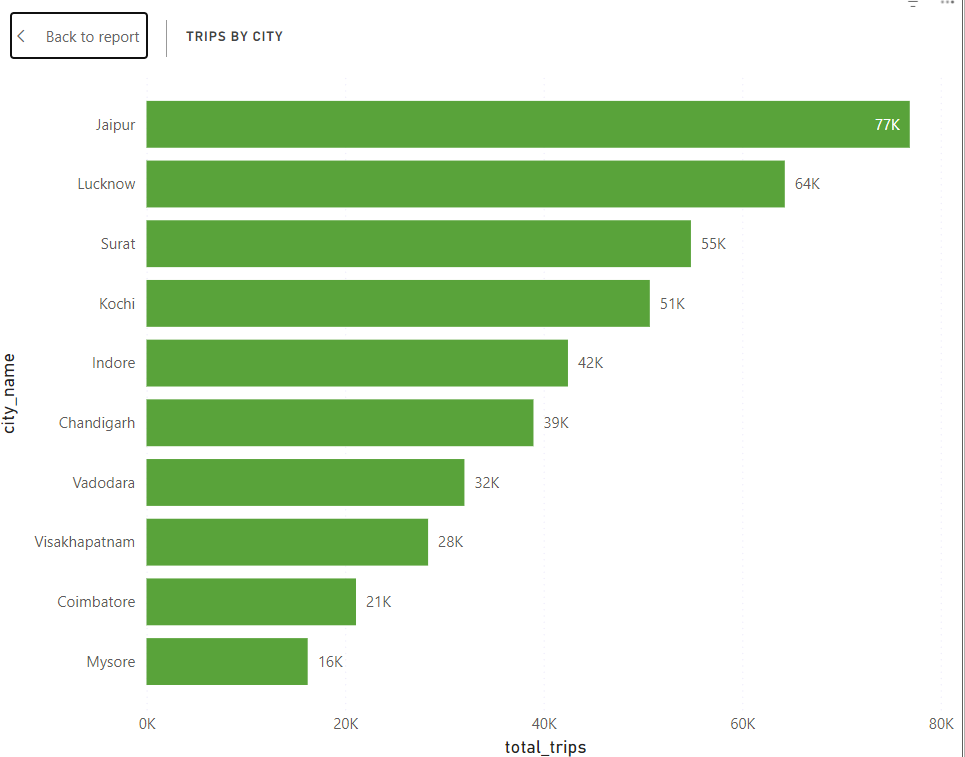 Back to report
TRIPS BY CITY
Jaipur 77K
Lucknow 64K
Surat 55K
Kochi 51K
Indore 42K
Chandigarh 39K
Vadodara 32K
Visakhapatnam 28K
Coimbatore 21K
Mysore 16K
city_name
0K 20K 40K 60K 80K
total_trips